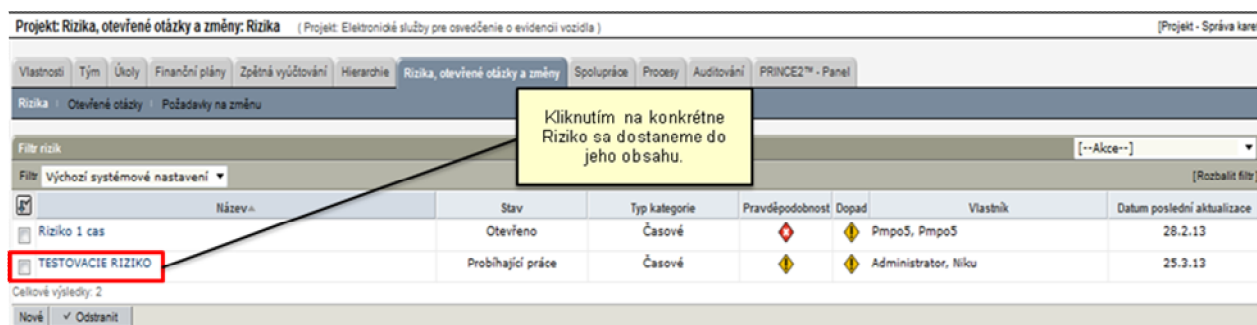 Projekt: Rizika, otevřené otázky a změny: Rizika ( Projekt: Elektronické služby pre osvedčenie o evidencii vozidla ) [Projekt - Správa karet
Vlastnosti Tým Úkoly Finanční plány Zpětná vyúčtování Hierarchie Rizika, otevřené otázky a změny Spolupráce Procesy Auditování PRINCE2™ - Panel
Rizika Otevřené otázky Požadavky na změnu
Kliknutím na konkrétne
Riziko sa dostaneme do
jeho obsahu.
Filtr rizik [--Akce--]
Filtr Výchozí systémové nastavení [Rozbalit filtr]
Název Stav Typ kategorie Pravděpodobnost Dopad Vlastník Datum poslední aktualizace
Riziko 1 cas Otevřeno Časové Pmpo5, Pmpo5 28.2.13
TESTOVACIE RIZIKO Probíhající práce Časové Administrator, Niku 25.3.13
Celkové výsledky: 2
Nové ✓ Odstranit